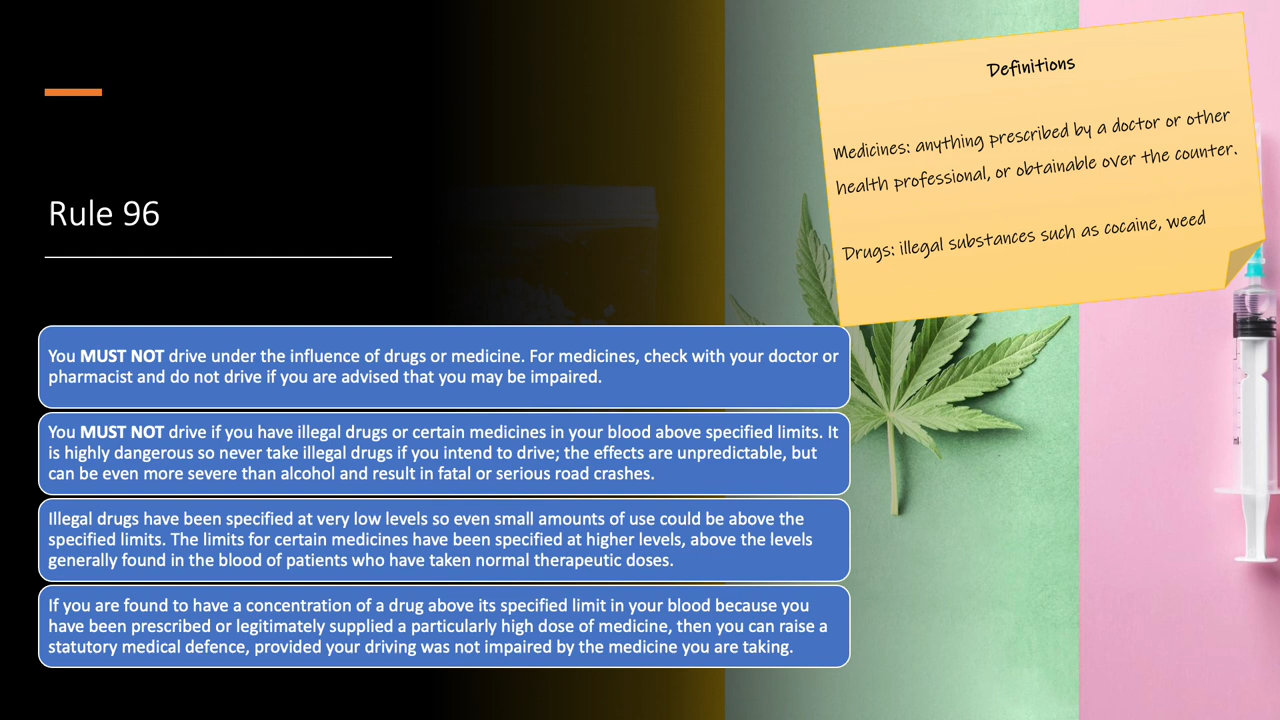 Rule 96
You MUST NOT drive under the influence of drugs or medicine. For medicines, check with your doctor or
pharmacist and do not drive if you are advised that you may be impaired.
You MUST NOT drive if you have illegal drugs or certain medicines in your blood above specified limits. It
is highly dangerous so never take illegal drugs if you intend to drive; the effects are unpredictable, but
can be even more severe than alcohol and result in fatal or serious road crashes.
Illegal drugs have been specified at very low levels so even small amounts of use could be above the
specified limits. The limits for certain medicines have been specified at higher levels, above the levels
generally found in the blood of patients who have taken normal therapeutic doses.
If you are found to have a concentration of a drug above its specified limit in your blood because you
have been prescribed or legitimately supplied a particularly high dose of medicine, then you can raise a
statutory medical defence, provided your driving was not impaired by the medicine you are taking.
Definitions
Medicines: anything prescribed by a doctor or other
health professional, or obtainable over the counter.
Drugs: illegal substances such as cocaine, weed